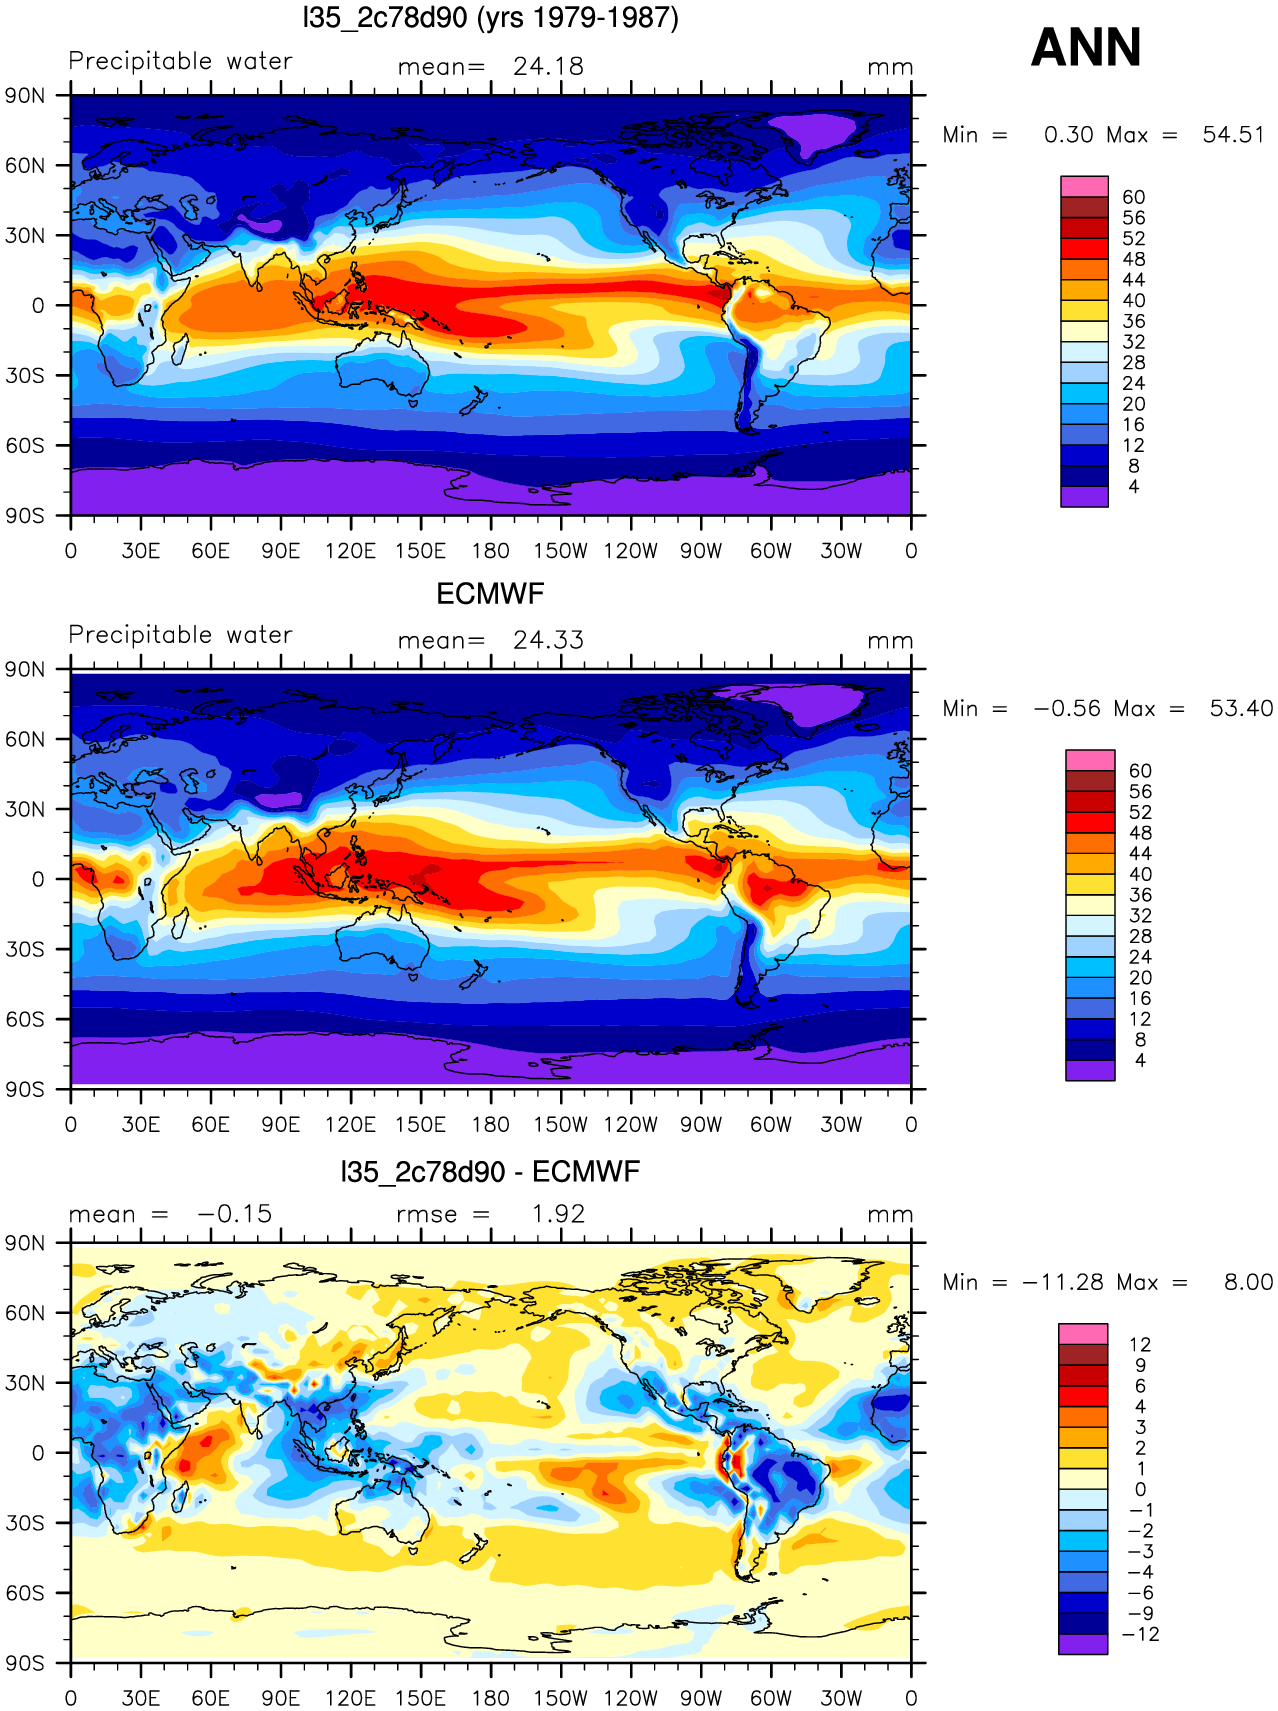 l35_2c78d90 (yrs 1979-1987)
ANN
Precipitable water mean= 24.18 mm
Min = 0.30 Max = 54.51
90N
60N
30N
0
30S
60S
90S
0 30E 60E 90E 120E 150E 180 150W 120W 90W 60W 30W 0
60
56
52
48
44
40
36
32
28
24
20
16
12
8
4
ECMWF
Precipitable water mean= 24.33 mm
Min = −0.56 Max = 53.40
90N
60N
30N
0
30S
60S
90S
0 30E 60E 90E 120E 150E 180 150W 120W 90W 60W 30W 0
60
56
52
48
44
40
36
32
28
24
20
16
12
8
4
l35_2c78d90 - ECMWF
mean = −0.15 rmse = 1.92 mm
Min = −11.28 Max = 8.00
90N
60N
30N
0
30S
60S
90S
0 30E 60E 90E 120E 150E 180 150W 120W 90W 60W 30W 0
12
9
6
4
3
2
1
0
−1
−2
−3
−4
−6
−9
−12